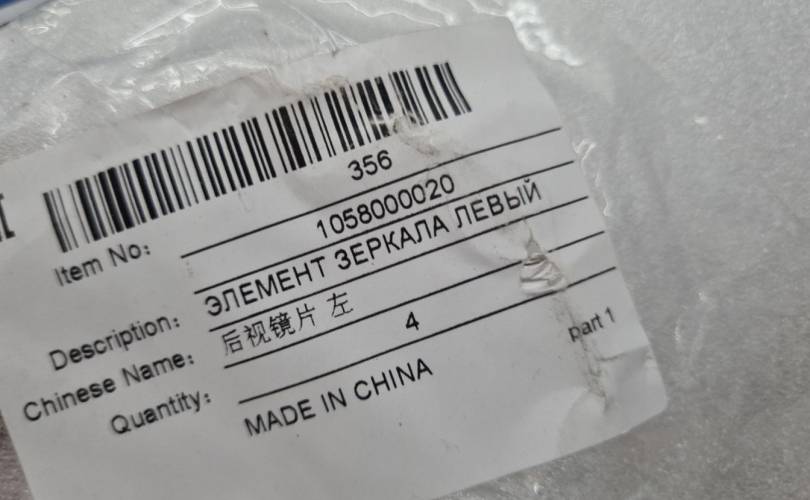 356
Item No: 1058000020
Description: ЭЛЕМЕНТ ЗЕРКАЛА ЛЕВЫЙ
Chinese Name: 后视镜片 左
Quantity: 4
MADE IN CHINA
part 1